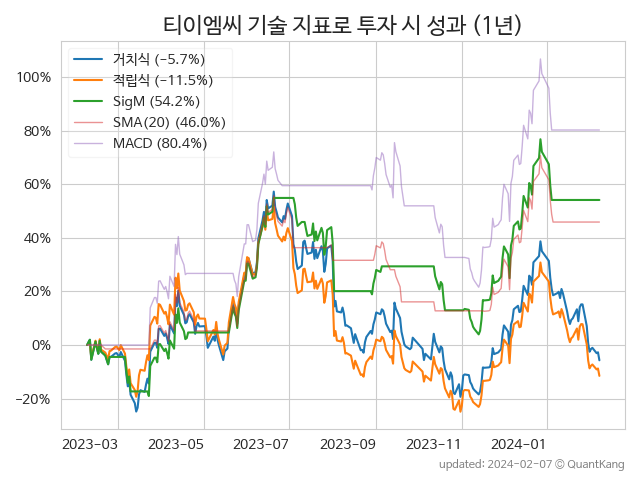 티이엠씨 기술 지표로 투자 시 성과 (1년)
거치식 (−5.7%)
적립식 (−11.5%)
SigM (54.2%)
SMA(20) (46.0%)
MACD (80.4%)
100%
80%
60%
40%
20%
0%
−20%
2023-03 2023-05 2023-07 2023-09 2023-11 2024-01
updated: 2024-02-07 © QuantKang